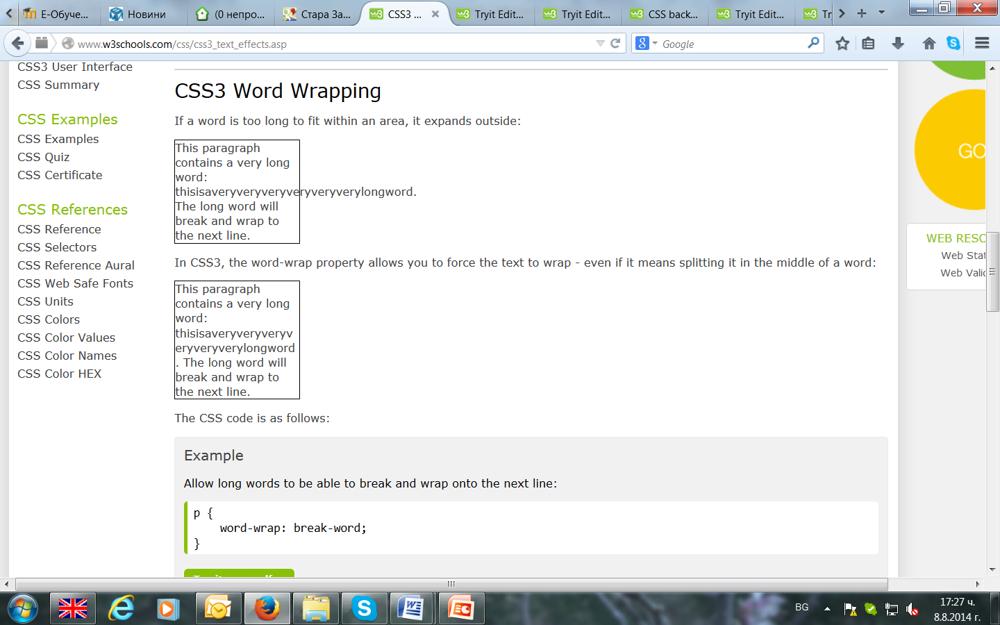 Е-Обуче...
Новини
(0 непро...
Стара За...
CSS3 ...
Tryit Edit...
Tryit Edit...
CSS back...
Tryit Edit...
Tr
www.w3schools.com/css/css3_text_effects.asp
Google
CSS3 User Interface
CSS Summary
CSS Examples
CSS Examples
CSS Quiz
CSS Certificate
CSS References
CSS Reference
CSS Selectors
CSS Reference Aural
CSS Web Safe Fonts
CSS Units
CSS Colors
CSS Color Values
CSS Color Names
CSS Color HEX
CSS3 Word Wrapping
If a word is too long to fit within an area, it expands outside:
This paragraph
contains a very long
word:
thisisaveryveryveryveryveryverylongword.
The long word will
break and wrap to
the next line.
In CSS3, the word-wrap property allows you to force the text to wrap - even if it means splitting it in the middle of a word:
This paragraph
contains a very long
word:
thisisaveryveryveryv
eryveryverylongword
. The long word will
break and wrap to
the next line.
The CSS code is as follows:
Example
Allow long words to be able to break and wrap onto the next line:
p {
word-wrap: break-word;
}
GO
WEB RESO
Web Stat
Web Valid
BG
17:27 ч.
8.8.2014 г.